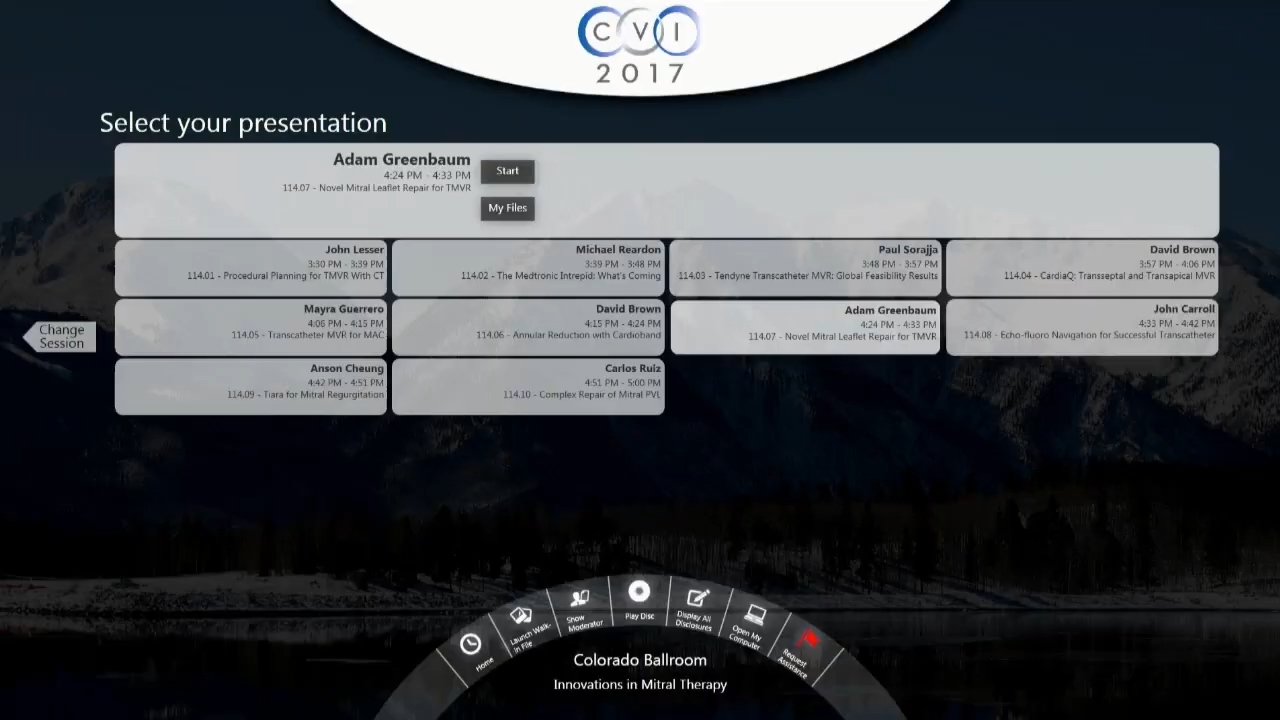 CVI
2017
Select your presentation
Adam Greenbaum
4:24 PM - 4:33 PM
114.07 - Novel Mitral Leaflet Repair for TMVR
Start
My Files
John Lesser
3:30 PM - 3:39 PM
114.01 - Procedural Planning for TMVR With CT
Michael Reardon
3:39 PM - 3:48 PM
114.02 - The Medtronic Intrepid: What's Coming
Paul Sorajja
3:48 PM - 3:57 PM
114.03 - Tendyne Transcatheter MVR: Global Feasibility Results
David Brown
3:57 PM - 4:06 PM
114.04 - CardiaQ: Transseptal and Transapical MVR
Mayra Guerrero
4:06 PM - 4:15 PM
114.05 - Transcatheter MVR for MAC
David Brown
4:15 PM - 4:24 PM
114.06 - Annular Reduction with Cardioband
Adam Greenbaum
4:24 PM - 4:33 PM
114.07 - Novel Mitral Leaflet Repair for TMVR
John Carroll
4:33 PM - 4:42 PM
114.08 - Echo-fluoro Navigation for Successful Transcatheter
Change
Session
Anson Cheung
4:42 PM - 4:51 PM
114.09 - Tiara for Mitral Regurgitation
Carlos Ruiz
4:51 PM - 5:00 PM
114.10 - Complex Repair of Mitral PVL
Home
Launch Walk-
in File
Show
Moderator
Play Disc
Display All
Disclosures
Open My
Computer
Request
Assistance
Colorado Ballroom
Innovations in Mitral Therapy